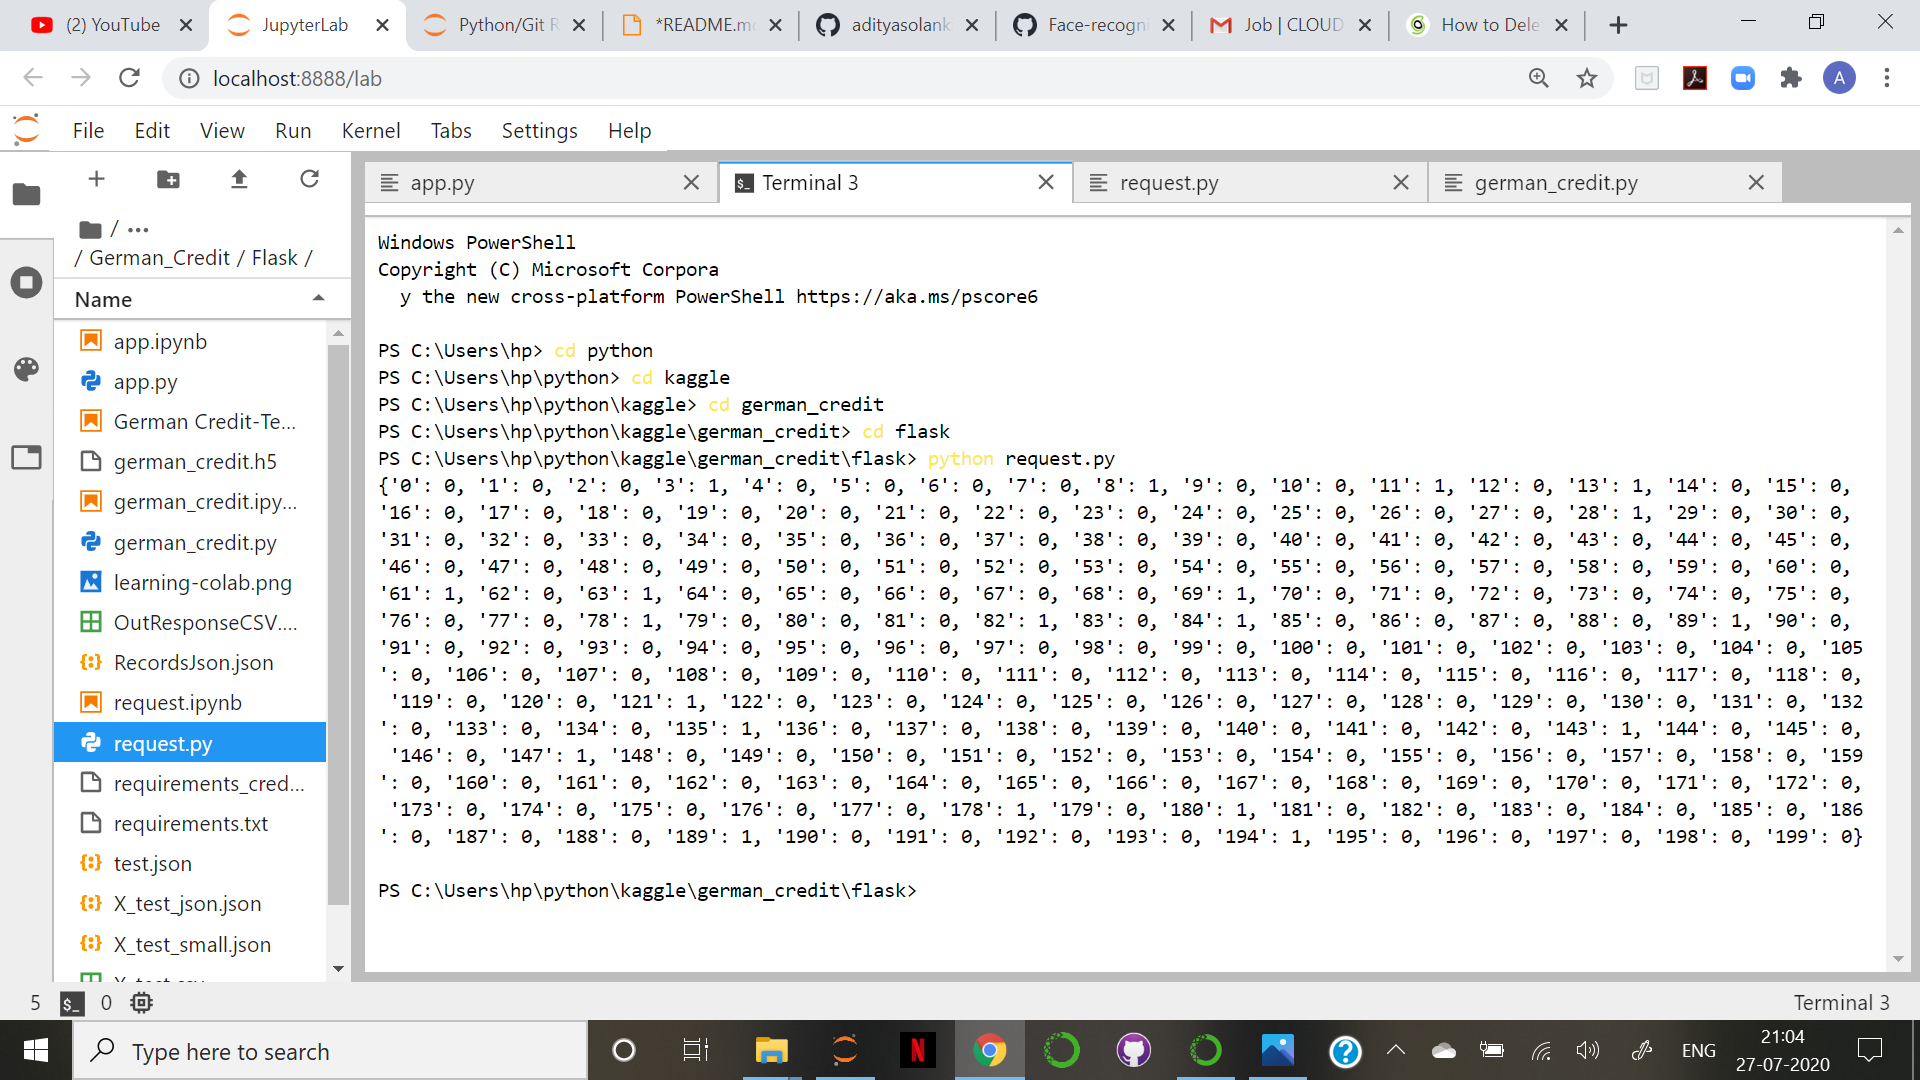 (2) YouTube
JupyterLab
Python/Git R
*README.m
adityasolank
Face-recogni
Job | CLOUD
How to Dele
localhost:8888/lab
A
File Edit View Run Kernel Tabs Settings Help
app.py
Terminal 3
request.py
german_credit.py
/ ···
/ German_Credit / Flask /
Name
app.ipynb
app.py
German Credit-Te...
german_credit.h5
german_credit.ipy...
german_credit.py
learning-colab.png
OutResponseCSV....
RecordsJson.json
request.ipynb
request.py
requirements_cred...
requirements.txt
test.json
X_test_json.json
X_test_small.json
Windows PowerShell
Copyright (C) Microsoft Corpora
y the new cross-platform PowerShell https://aka.ms/pscore6
PS C:\Users\hp> cd python
PS C:\Users\hp\python> cd kaggle
PS C:\Users\hp\python\kaggle> cd german_credit
PS C:\Users\hp\python\kaggle\german_credit> cd flask
PS C:\Users\hp\python\kaggle\german_credit\flask> python request.py
{'0': 0, '1': 0, '2': 0, '3': 1, '4': 0, '5': 0, '6': 0, '7': 0, '8': 1, '9': 0, '10': 0, '11': 1, '12': 0, '13': 1, '14': 0, '15': 0,
'16': 0, '17': 0, '18': 0, '19': 0, '20': 0, '21': 0, '22': 0, '23': 0, '24': 0, '25': 0, '26': 0, '27': 0, '28': 1, '29': 0, '30': 0,
'31': 0, '32': 0, '33': 0, '34': 0, '35': 0, '36': 0, '37': 0, '38': 0, '39': 0, '40': 0, '41': 0, '42': 0, '43': 0, '44': 0, '45': 0,
'46': 0, '47': 0, '48': 0, '49': 0, '50': 0, '51': 0, '52': 0, '53': 0, '54': 0, '55': 0, '56': 0, '57': 0, '58': 0, '59': 0, '60': 0,
'61': 1, '62': 0, '63': 1, '64': 0, '65': 0, '66': 0, '67': 0, '68': 0, '69': 1, '70': 0, '71': 0, '72': 0, '73': 0, '74': 0, '75': 0,
'76': 0, '77': 0, '78': 1, '79': 0, '80': 0, '81': 0, '82': 1, '83': 0, '84': 1, '85': 0, '86': 0, '87': 0, '88': 0, '89': 1, '90': 0,
'91': 0, '92': 0, '93': 0, '94': 0, '95': 0, '96': 0, '97': 0, '98': 0, '99': 0, '100': 0, '101': 0, '102': 0, '103': 0, '104': 0, '105
': 0, '106': 0, '107': 0, '108': 0, '109': 0, '110': 0, '111': 0, '112': 0, '113': 0, '114': 0, '115': 0, '116': 0, '117': 0, '118': 0,
'119': 0, '120': 0, '121': 1, '122': 0, '123': 0, '124': 0, '125': 0, '126': 0, '127': 0, '128': 0, '129': 0, '130': 0, '131': 0, '132
': 0, '133': 0, '134': 0, '135': 1, '136': 0, '137': 0, '138': 0, '139': 0, '140': 0, '141': 0, '142': 0, '143': 1, '144': 0, '145': 0,
'146': 0, '147': 1, '148': 0, '149': 0, '150': 0, '151': 0, '152': 0, '153': 0, '154': 0, '155': 0, '156': 0, '157': 0, '158': 0, '159
': 0, '160': 0, '161': 0, '162': 0, '163': 0, '164': 0, '165': 0, '166': 0, '167': 0, '168': 0, '169': 0, '170': 0, '171': 0, '172': 0,
'173': 0, '174': 0, '175': 0, '176': 0, '177': 0, '178': 1, '179': 0, '180': 1, '181': 0, '182': 0, '183': 0, '184': 0, '185': 0, '186
': 0, '187': 0, '188': 0, '189': 1, '190': 0, '191': 0, '192': 0, '193': 0, '194': 1, '195': 0, '196': 0, '197': 0, '198': 0, '199': 0}
PS C:\Users\hp\python\kaggle\german_credit\flask>
5 $_ 0
Terminal 3
Type here to search
N
ENG
21:04
27-07-2020